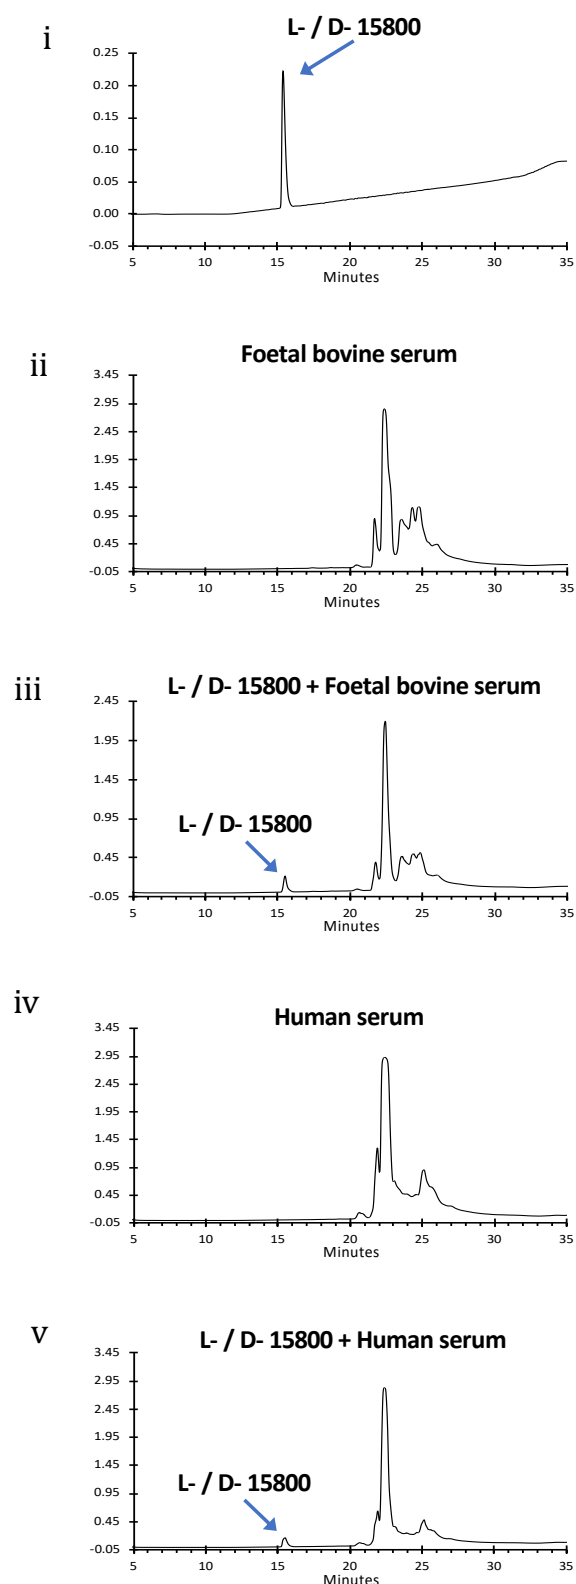 i
L- / D- 15800
0.25
0.20
0.15
0.10
0.05
0.00
-0.05
5 10 15 20 25 30 35
Minutes
ii
Foetal bovine serum
3.45
2.95
2.45
1.95
1.45
0.95
0.45
-0.05
5 10 15 20 25 30 35
Minutes
iii
L- / D- 15800 + Foetal bovine serum
2.45
1.95
1.45
0.95
L- / D- 15800
0.45
-0.05
5 10 15 20 25 30 35
Minutes
iv
Human serum
3.45
2.95
2.45
1.95
1.45
0.95
0.45
-0.05
5 10 15 20 25 30 35
Minutes
v
L- / D- 15800 + Human serum
3.45
2.95
2.45
1.95
1.45
L- / D- 15800
0.95
0.45
-0.05
5 10 15 20 25 30 35
Minutes